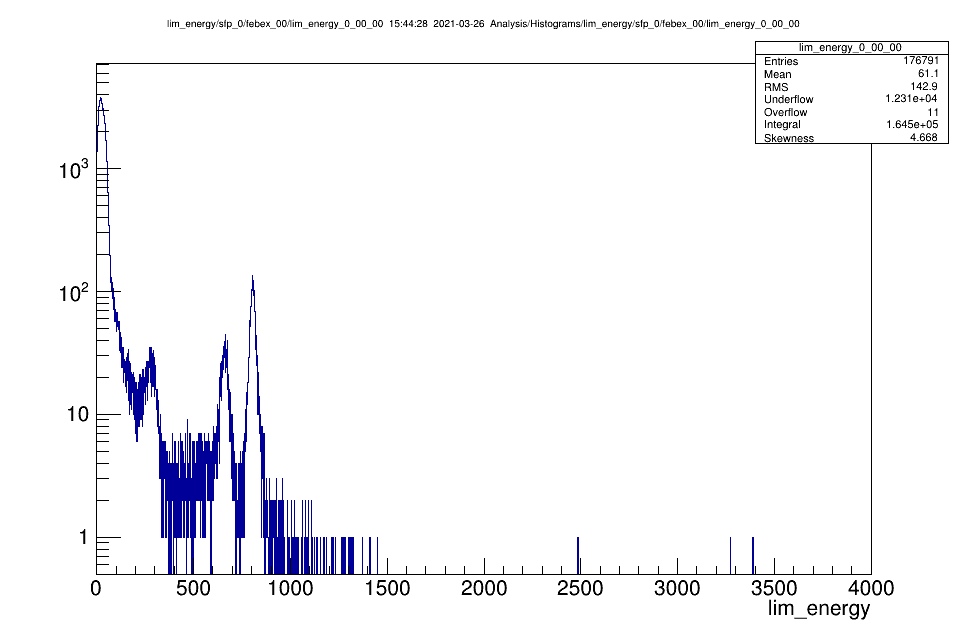 lim_energy/sfp_0/febex_00/lim_energy_0_00_00 15:44:28 2021-03-26 Analysis/Histograms/lim_energy/sfp_0/febex_00/lim_energy_0_00_00
lim_energy_0_00_00
Entries 176791
Mean 61.1
RMS 142.9
Underflow 1.231e+04
Overflow 11
Integral 1.645e+05
Skewness 4.668
10³
10²
10
1
0 500 1000 1500 2000 2500 3000 3500 4000
lim_energy